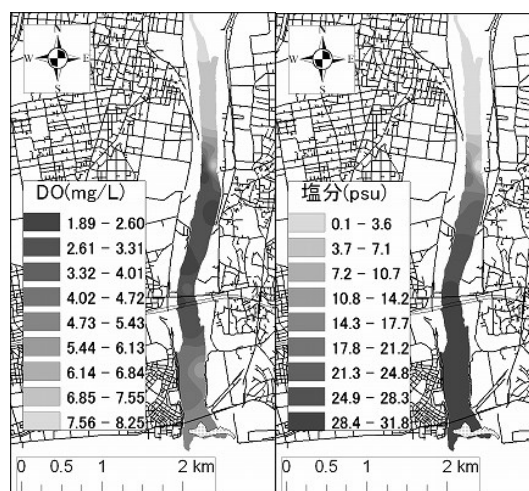 N
W E
S
DO(mg/L)
1.89 - 2.60
2.61 - 3.31
3.32 - 4.01
4.02 - 4.72
4.73 - 5.43
5.44 - 6.13
6.14 - 6.84
6.85 - 7.55
7.56 - 8.25
0 0.5 1 2 km
N
W E
S
塩分(psu)
0.1 - 3.6
3.7 - 7.1
7.2 - 10.7
10.8 - 14.2
14.3 - 17.7
17.8 - 21.2
21.3 - 24.8
24.9 - 28.3
28.4 - 31.8
0 0.5 1 2 km